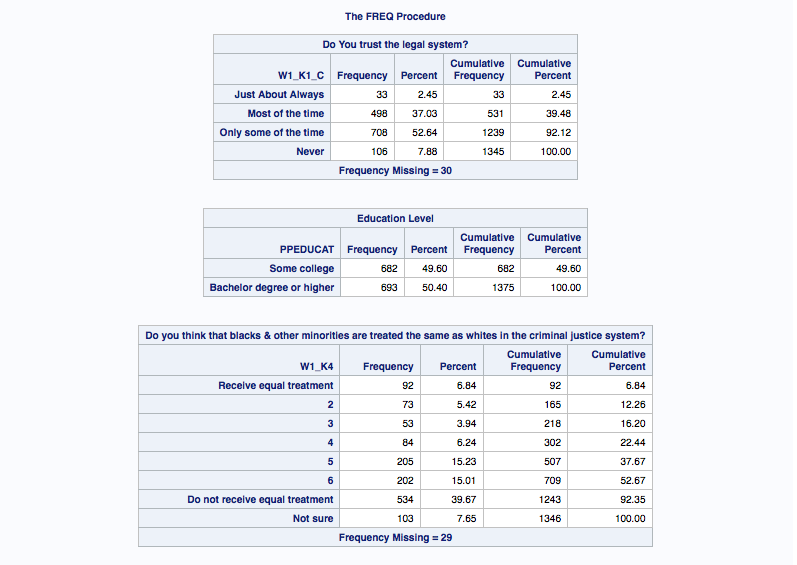 The FREQ Procedure
Do You trust the legal system?
W1_K1_C Frequency Percent Cumulative Frequency Cumulative Percent
Just About Always 33 2.45 33 2.45
Most of the time 498 37.03 531 39.48
Only some of the time 708 52.64 1239 92.12
Never 106 7.88 1345 100.00
Frequency Missing = 30
Education Level
PPEDUCAT Frequency Percent Cumulative Frequency Cumulative Percent
Some college 682 49.60 682 49.60
Bachelor degree or higher 693 50.40 1375 100.00
Do you think that blacks & other minorities are treated the same as whites in the criminal justice system?
W1_K4 Frequency Percent Cumulative Frequency Cumulative Percent
Receive equal treatment 92 6.84 92 6.84
2 73 5.42 165 12.26
3 53 3.94 218 16.20
4 84 6.24 302 22.44
5 205 15.23 507 37.67
6 202 15.01 709 52.67
Do not receive equal treatment 534 39.67 1243 92.35
Not sure 103 7.65 1346 100.00
Frequency Missing = 29